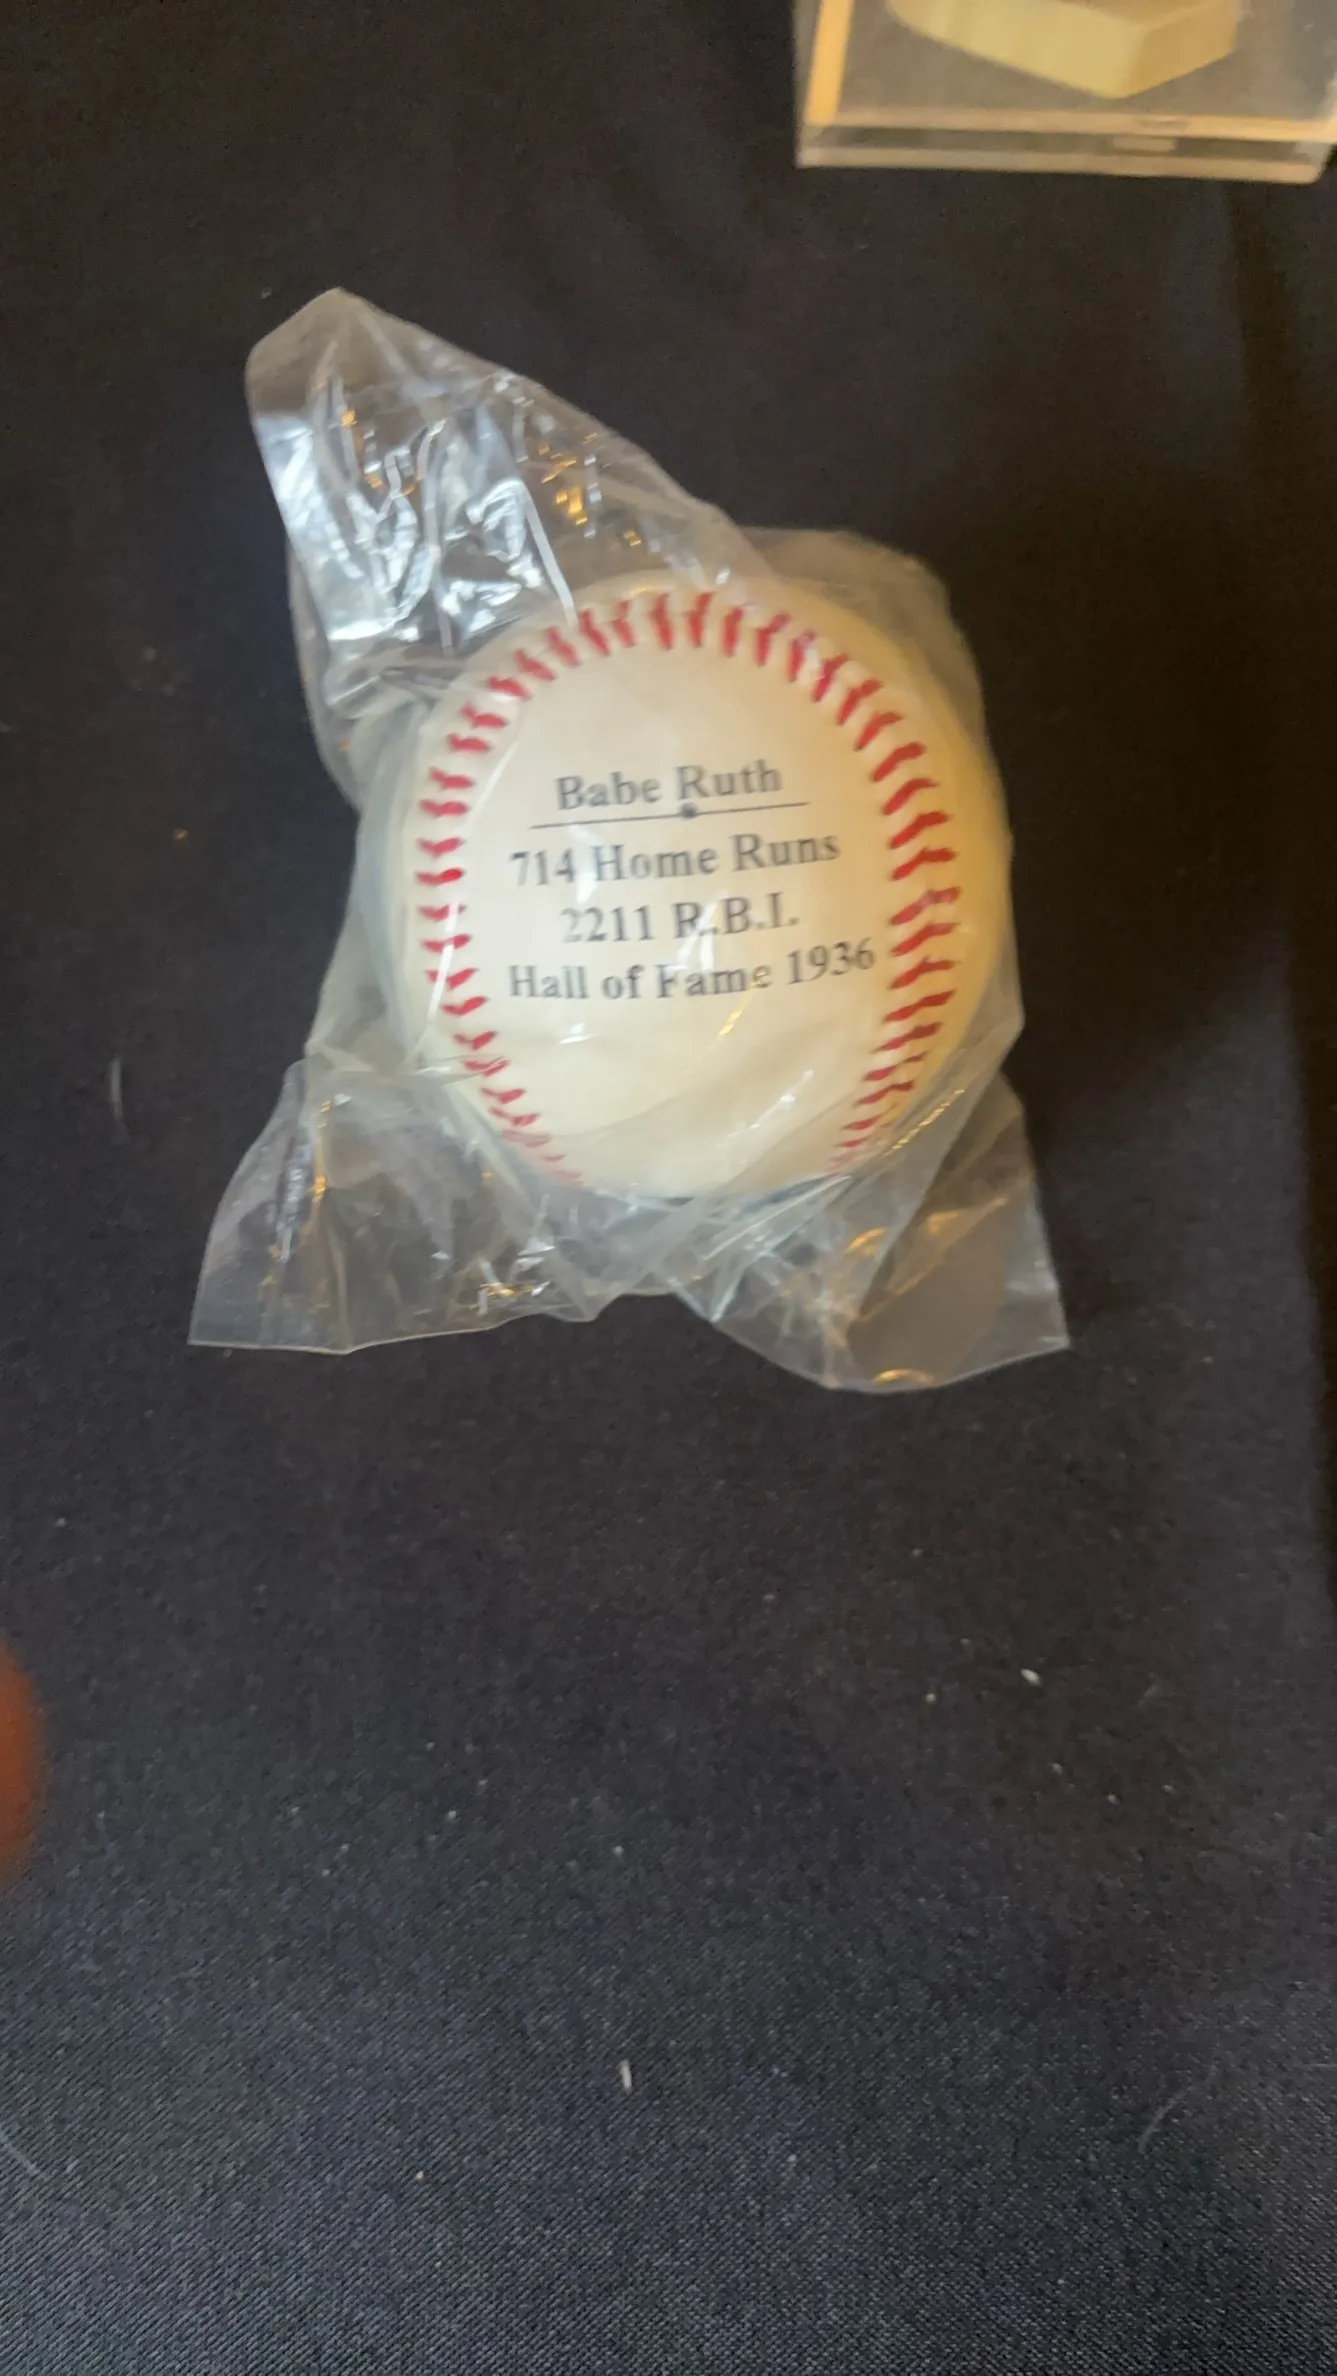 Babe Ruth
714 Home Runs
2211 R.B.I.
Hall of Fame 1936